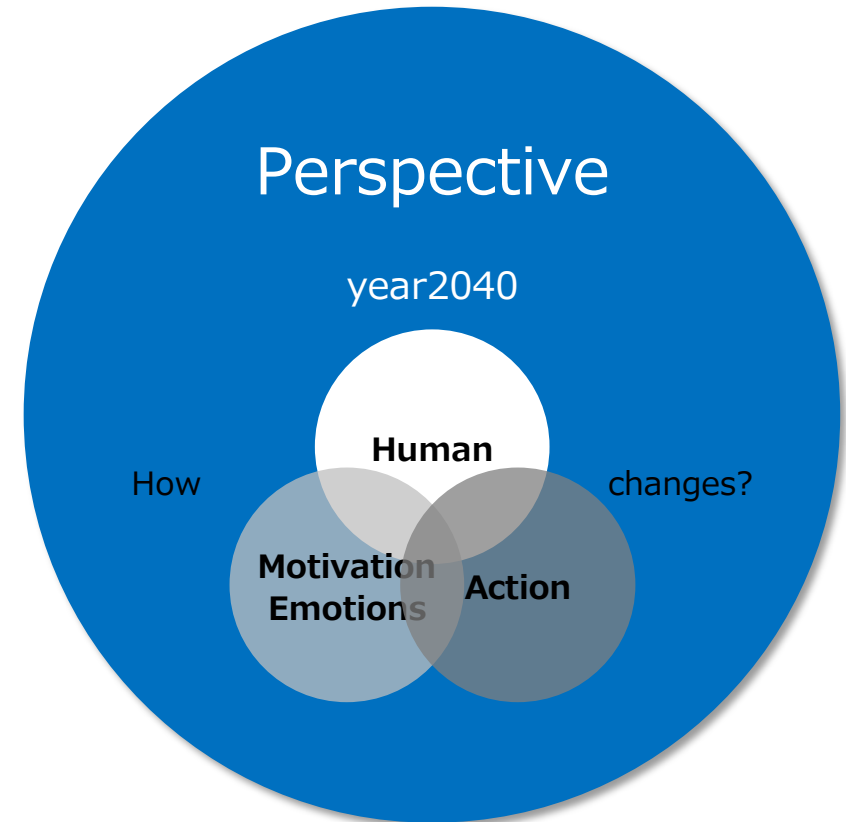 Perspective
year2040
Human
How
changes?
Motivation
Emotions
Action